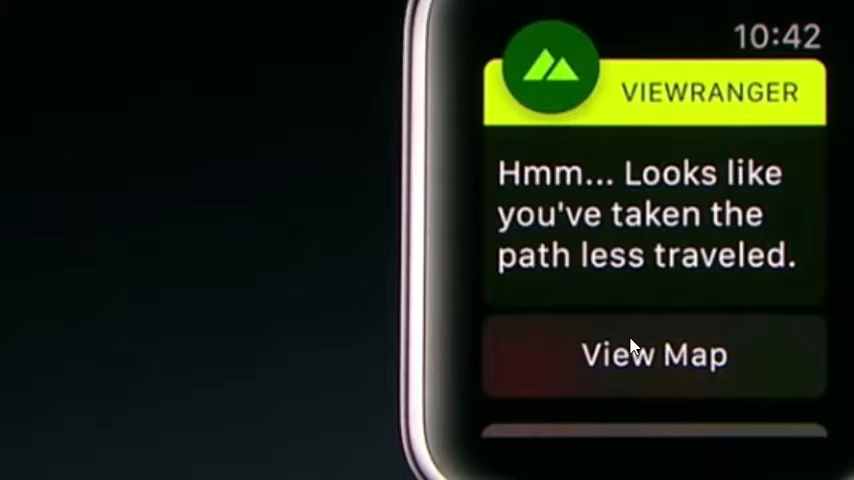 10:42
VIEWRANGER
Hmm... Looks like
you've taken the
path less traveled.
View Map